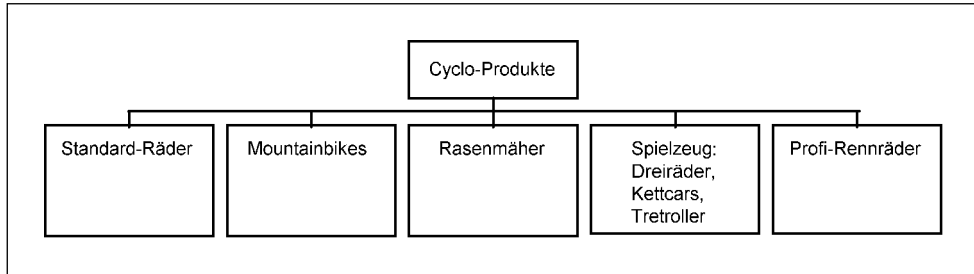 Cyclo-Produkte
Standard-Räder
Mountainbikes
Rasenmäher
Spielzeug:
Dreiräder,
Kettcars,
Tretroller
Profi-Rennräder